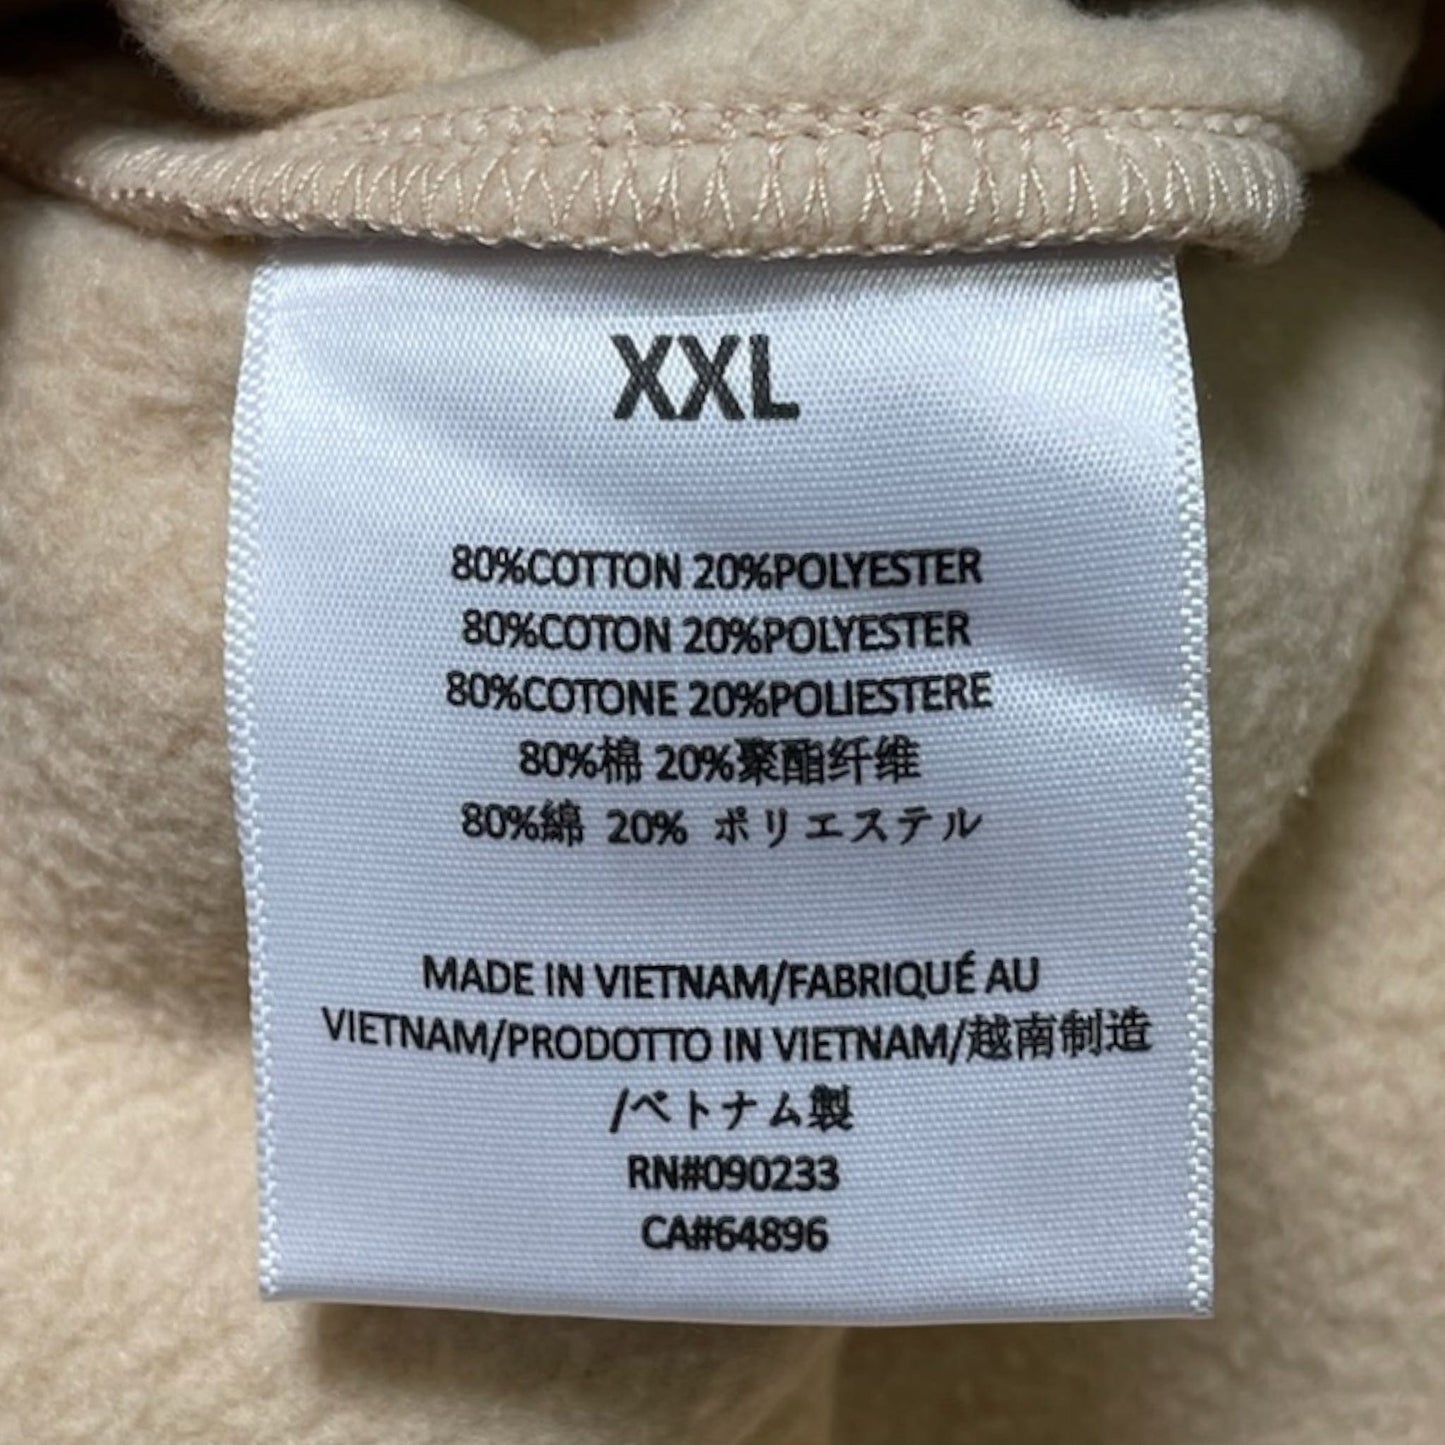 XXL
80%COTTON 20%POLYESTER
80%COTON 20%POLYESTER
80%COTONE 20%POLIESTERE
80%棉 20%聚酯纤维
80%綿 20% ポリエステル
MADE IN VIETNAM/FABRIQUÉ AU
VIETNAM/PRODOTTO IN VIETNAM/越南制造
/ベトナム製
RN#090233
CA#64896